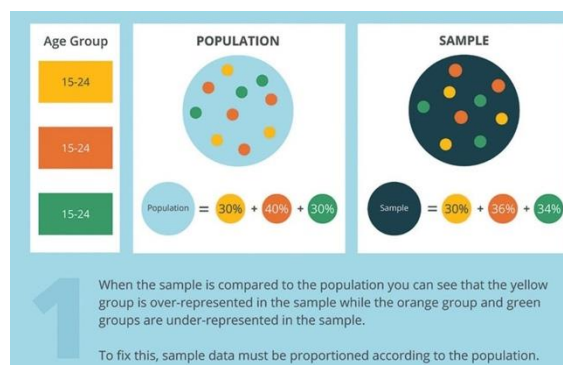 Age Group
15-24
15-24
15-24
POPULATION
Population = 30% + 40% + 30%
SAMPLE
Sample = 30% + 36% + 34%
1
When the sample is compared to the population you can see that the yellow
group is over-represented in the sample while the orange group and green
groups are under-represented in the sample.
To fix this, sample data must be proportioned according to the population.